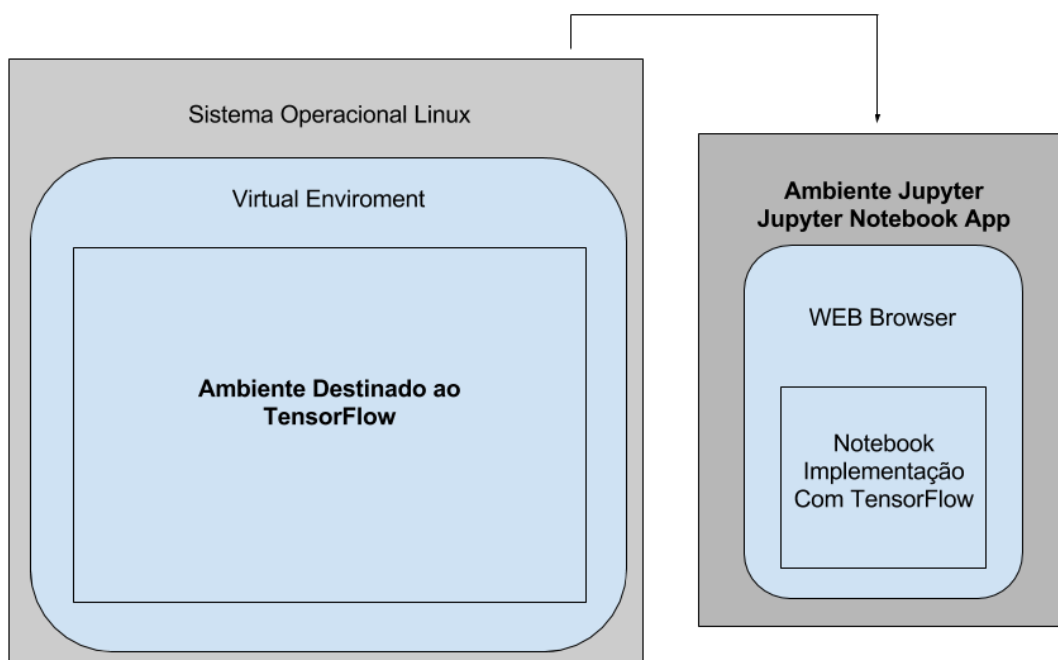 Sistema Operacional Linux
Virtual Enviroment
Ambiente Destinado ao
TensorFlow
Ambiente Jupyter
Jupyter Notebook App
WEB Browser
Notebook
Implementação
Com TensorFlow